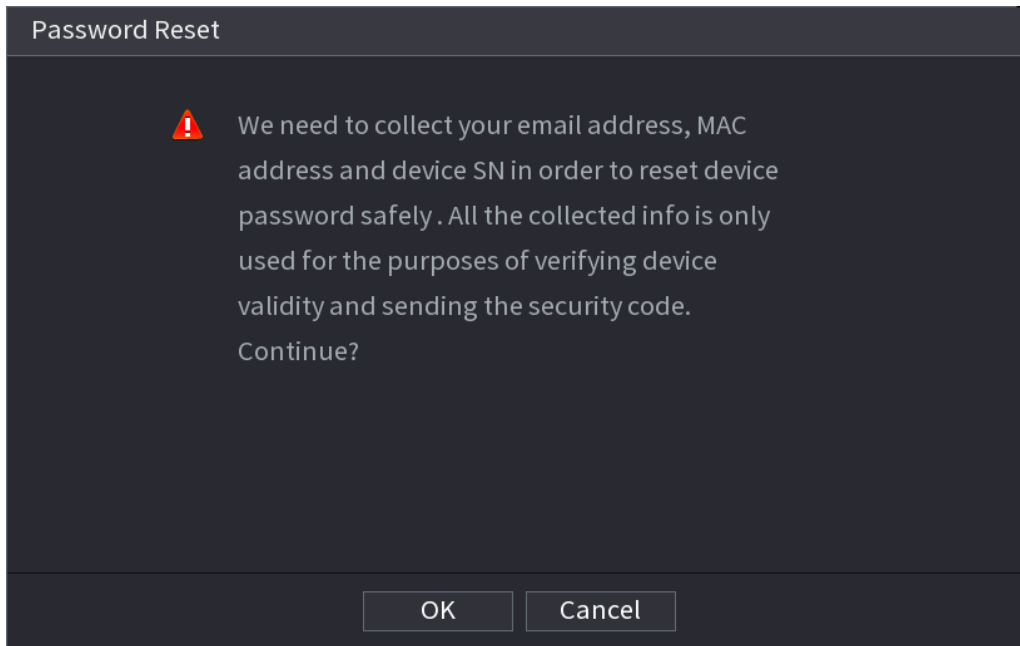 Password Reset
We need to collect your email address, MAC
address and device SN in order to reset device
password safely . All the collected info is only
used for the purposes of verifying device
validity and sending the security code.
Continue?
OK
Cancel